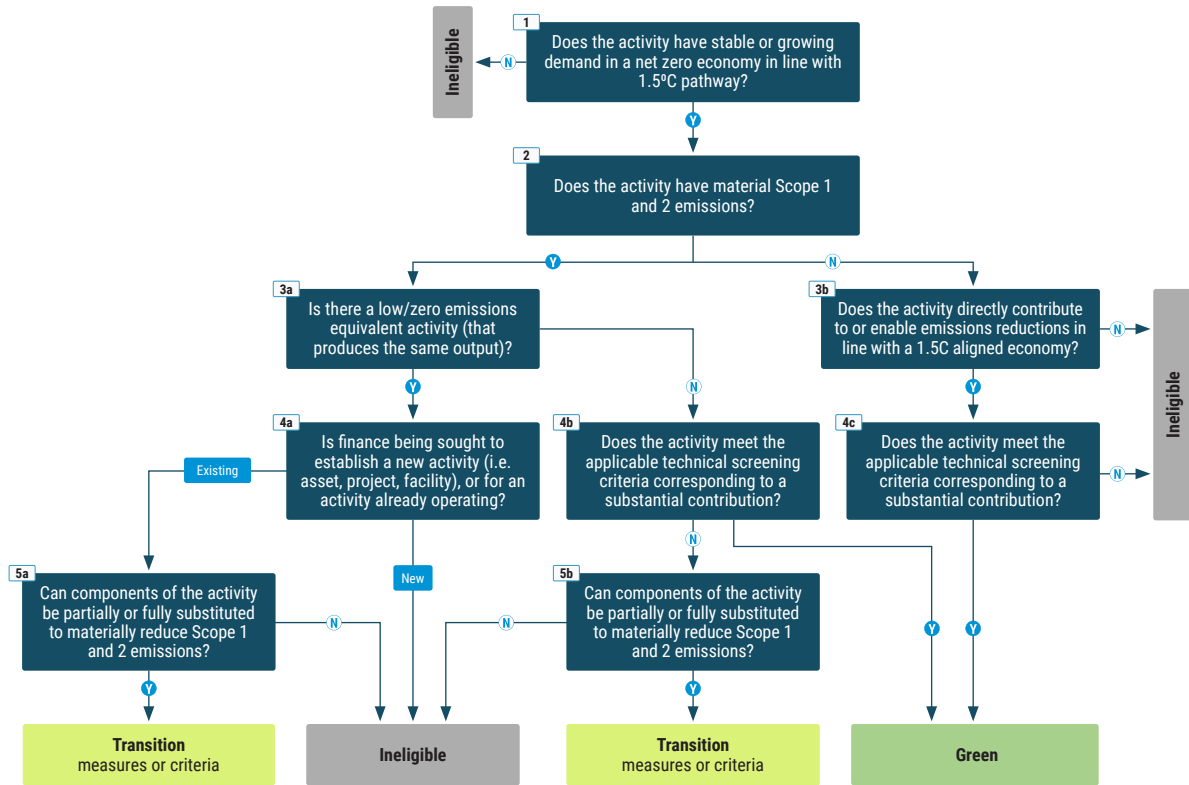 1
Does the activity have stable or growing
demand in a net zero economy in line with
1.5ºC pathway?
N
Ineligible
Y
2
Does the activity have material Scope 1
and 2 emissions?
Y
N
3a
Is there a low/zero emissions
equivalent activity (that
produces the same output)?
3b
Does the activity directly contribute
to or enable emissions reductions in
line with a 1.5C aligned economy?
N
Ineligible
Y
N
Y
4a
Is finance being sought to
establish a new activity (i.e.
asset, project, facility), or for an
activity already operating?
4b
Does the activity meet the
applicable technical screening
criteria corresponding to a
substantial contribution?
4c
Does the activity meet the
applicable technical screening
criteria corresponding to a
substantial contribution?
N
Existing
N
New
5a
Can components of the activity
be partially or fully substituted
to materially reduce Scope 1
and 2 emissions?
N
5b
Can components of the activity
be partially or fully substituted
to materially reduce Scope 1
and 2 emissions?
N
Y
Y
Y
Y
Transition
measures or criteria
Ineligible
Transition
measures or criteria
Green